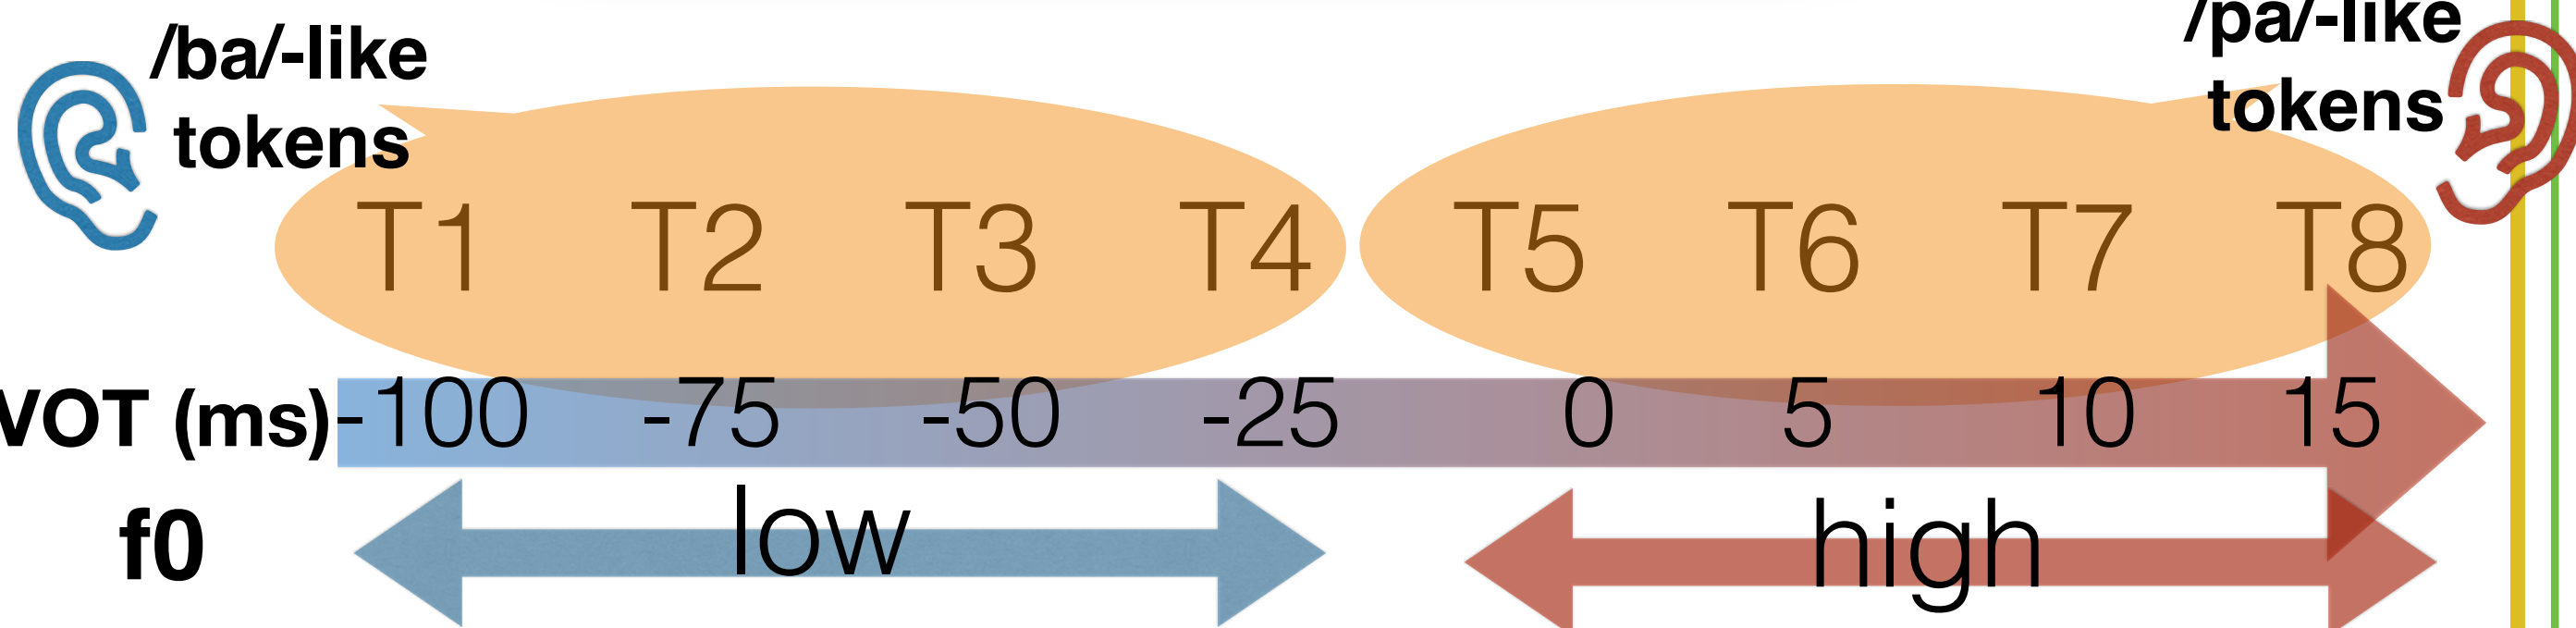 /ba/-like
tokens
/pa/-like
tokens
T1 T2 T3 T4 T5 T6 T7 T8
VOT (ms) -100 -75 -50 -25 0 5 10 15
f0 low high